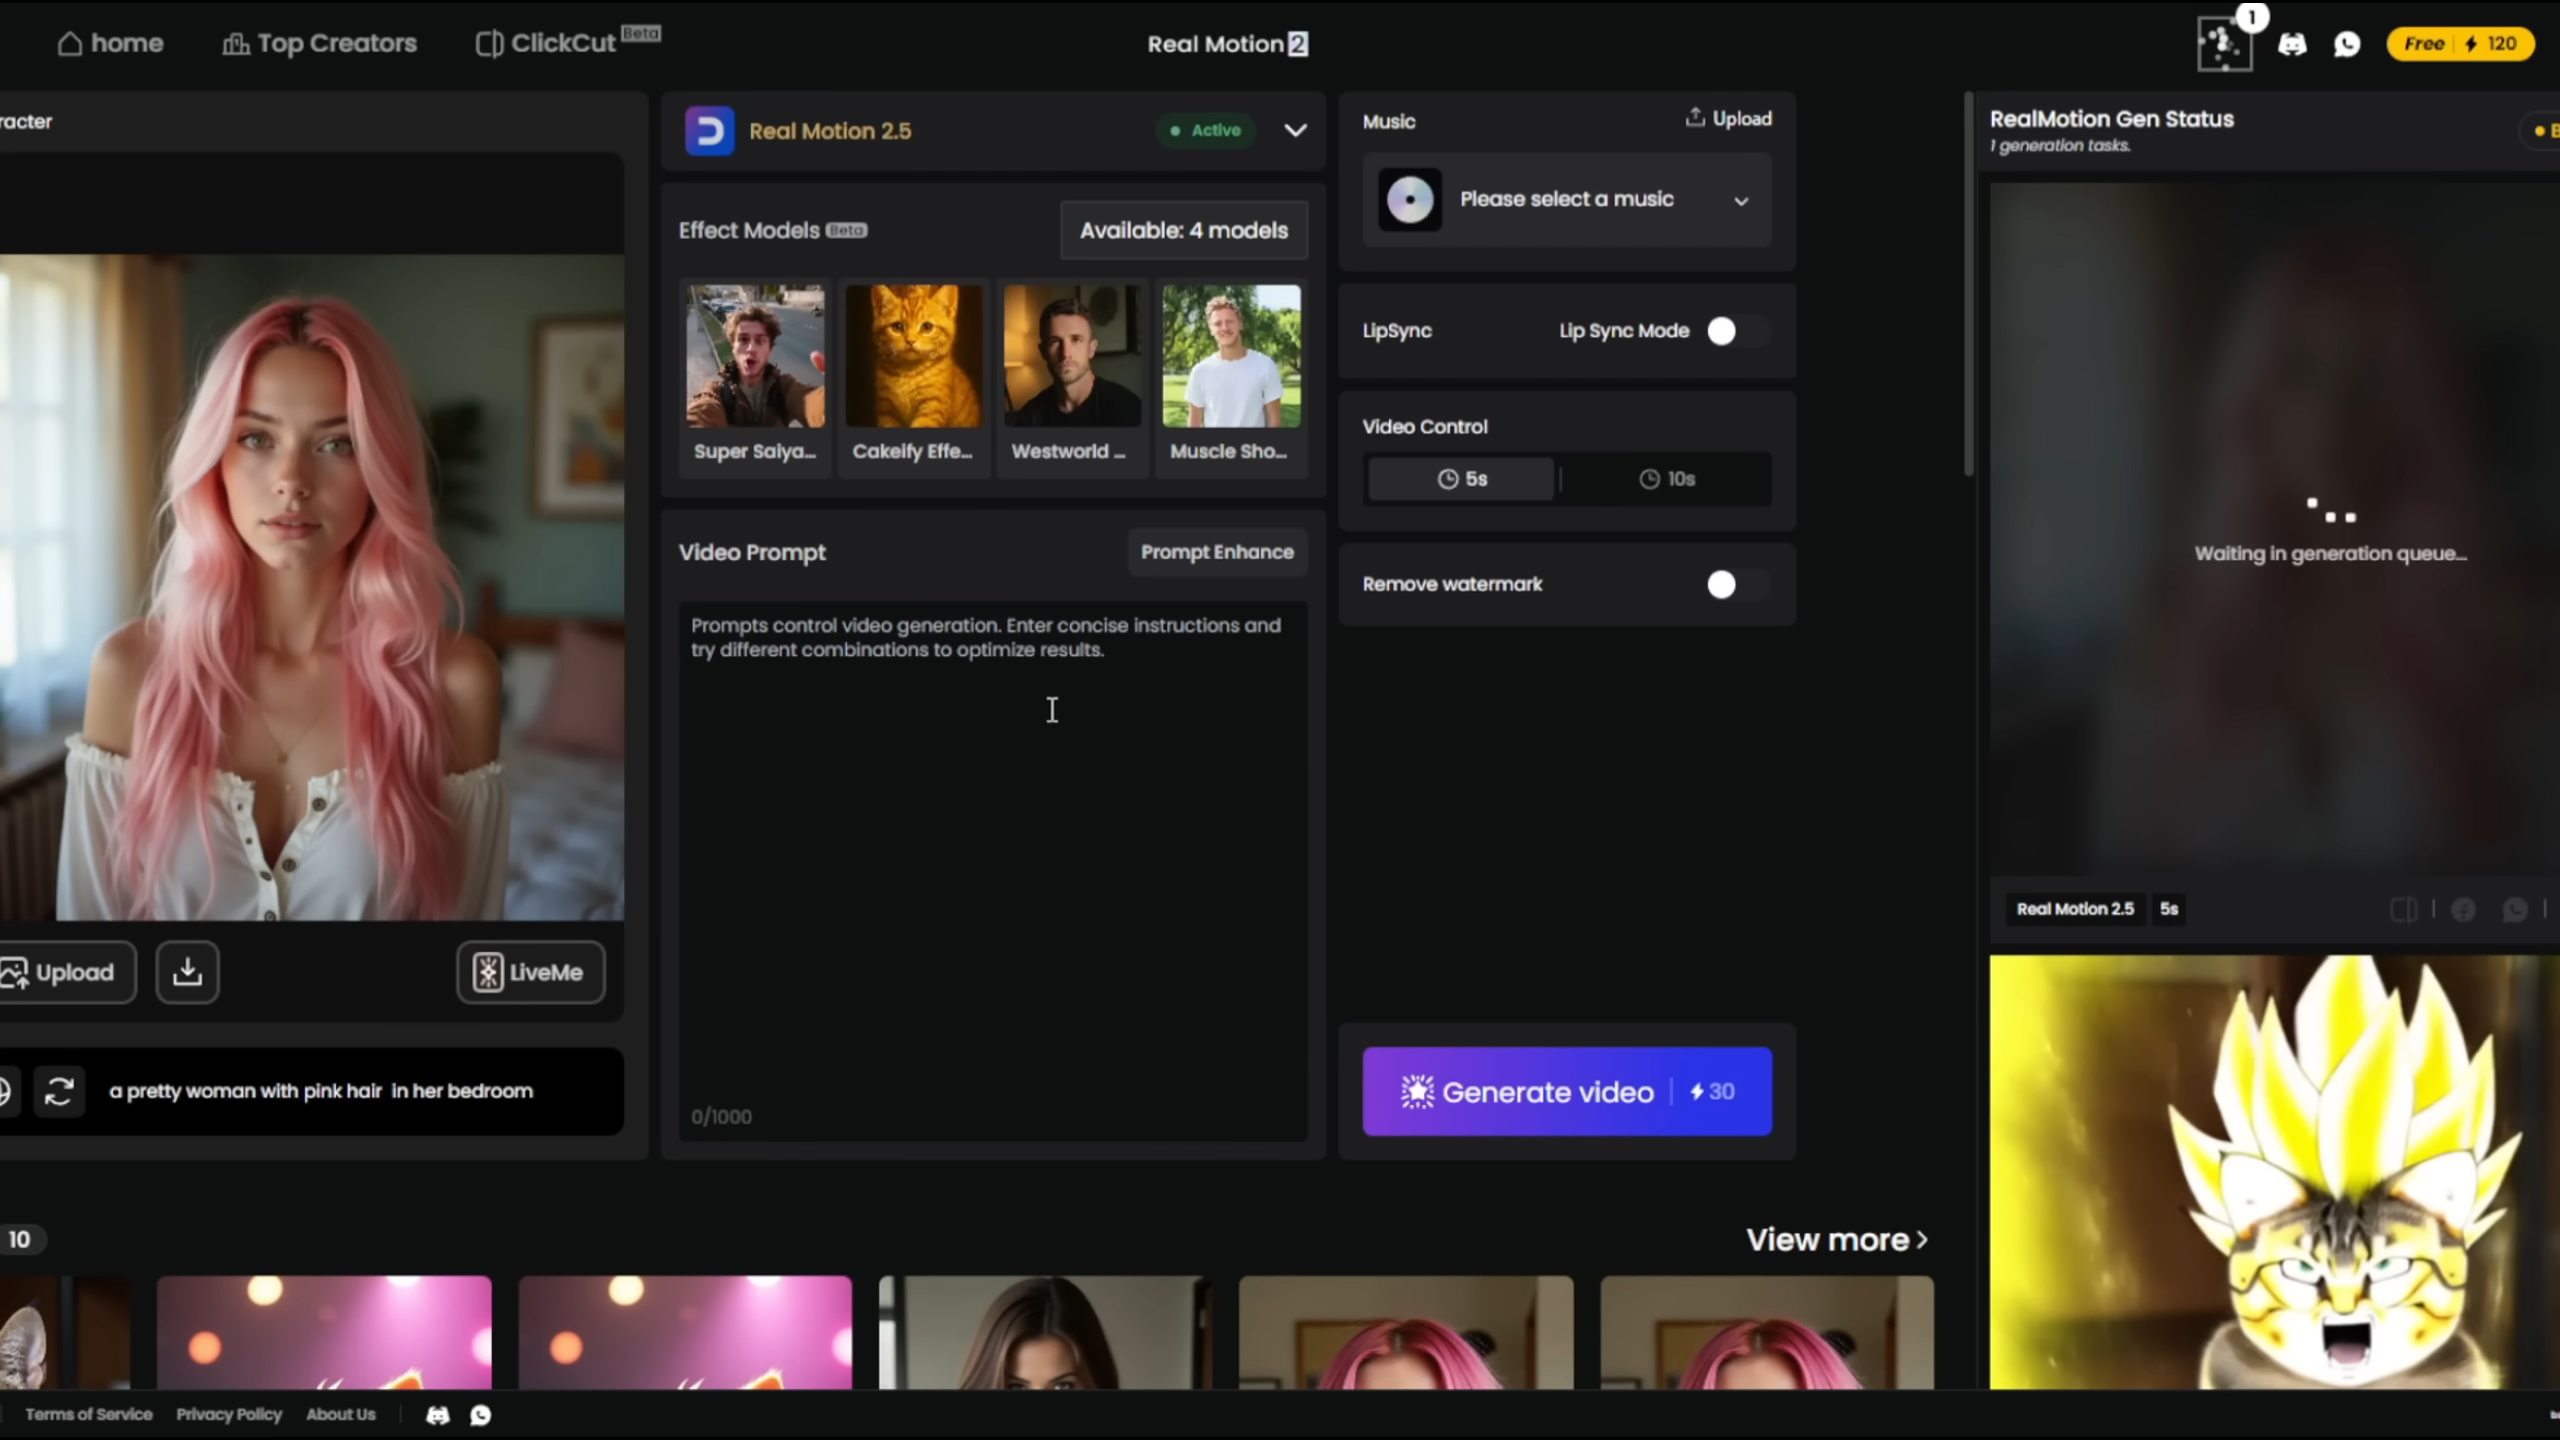 home
Top Creators
ClickCut Beta
Real Motion 2
1
Free 120
racter
Upload
LiveMe
a pretty woman with pink hair in her bedroom
Real Motion 2.5
Active
Effect Models Beta
Available: 4 models
Super Saiya...
Cakeify Effe...
Westworld ...
Muscle Sho...
Video Prompt
Prompt Enhance
Prompts control video generation. Enter concise instructions and
try different combinations to optimize results.
0/1000
Music
Upload
Please select a music
LipSync
Lip Sync Mode
Video Control
5s
10s
Remove watermark
Generate video 30
RealMotion Gen Status
1 generation tasks.
Waiting in generation queue...
Real Motion 2.5
5s
10
View more
Terms of Service
Privacy Policy
About Us